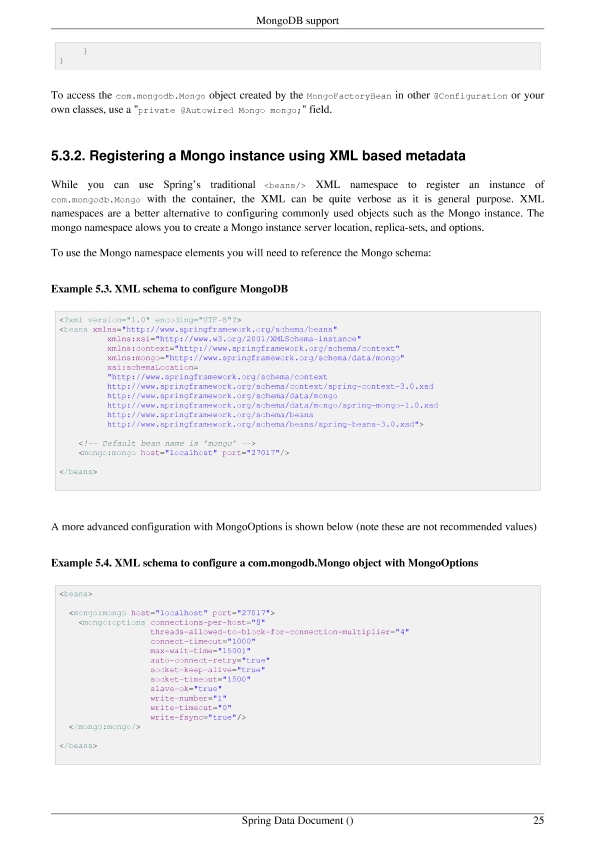 MongoDB support
}
}
To access the com.mongodb.Mongo object created by the MongoFactoryBean in other @Configuration or your
own classes, use a "private @Autowired Mongo mongo;" field.
5.3.2. Registering a Mongo instance using XML based metadata
While you can use Spring's traditional <beans/> XML namespace to register an instance of
com.mongodb.Mongo with the container, the XML can be quite verbose as it is general purpose. XML
namespaces are a better alternative to configuring commonly used objects such as the Mongo instance. The
mongo namespace alows you to create a Mongo instance server location, replica-sets, and options.
To use the Mongo namespace elements you will need to reference the Mongo schema:
Example 5.3. XML schema to configure MongoDB
<?xml version="1.0" encoding="UTF-8"?>
<beans xmlns="http://www.springframework.org/schema/beans"
xmlns:xsi="http://www.w3.org/2001/XMLSchema-instance"
xmlns:context="http://www.springframework.org/schema/context"
xmlns:mongo="http://www.springframework.org/schema/data/mongo"
xsi:schemaLocation=
"http://www.springframework.org/schema/context
http://www.springframework.org/schema/context/spring-context-3.0.xsd
http://www.springframework.org/schema/data/mongo
http://www.springframework.org/schema/data/mongo/spring-mongo-1.0.xsd
http://www.springframework.org/schema/beans
http://www.springframework.org/schema/beans/spring-beans-3.0.xsd">
<!-- Default bean name is 'mongo' -->
<mongo:mongo host="localhost" port="27017"/>
</beans>
A more advanced configuration with MongoOptions is shown below (note these are not recommended values)
Example 5.4. XML schema to configure a com.mongodb.Mongo object with MongoOptions
<beans>
<mongo:mongo host="localhost" port="27017">
<mongo:options connections-per-host="8"
threads-allowed-to-block-for-connection-multiplier="4"
connect-timeout="1000"
max-wait-time="1500}"
auto-connect-retry="true"
socket-keep-alive="true"
socket-timeout="1500"
slave-ok="true"
write-number="1"
write-timeout="0"
write-fsync="true"/>
</mongo:mongo/>
</beans>
Spring Data Document ()
25